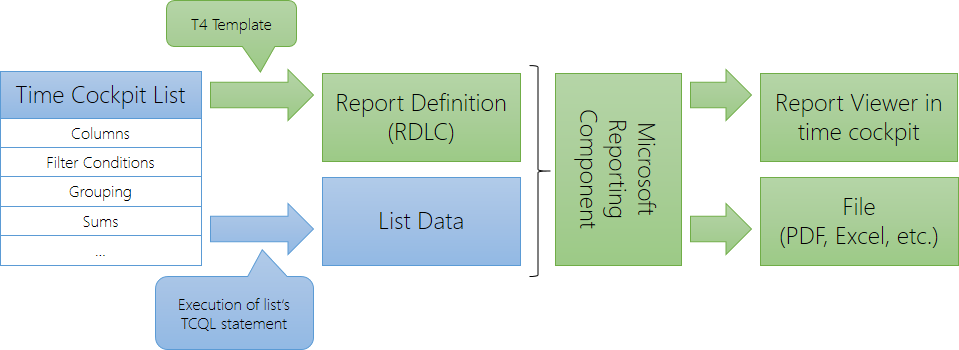 T4 Template
Time Cockpit List
Columns
Filter Conditions
Grouping
Sums
...
Execution of list's
TCQL statement
Report Definition
(RDLC)
List Data
Microsoft
Reporting
Component
Report Viewer in
time cockpit
File
(PDF, Excel, etc.)